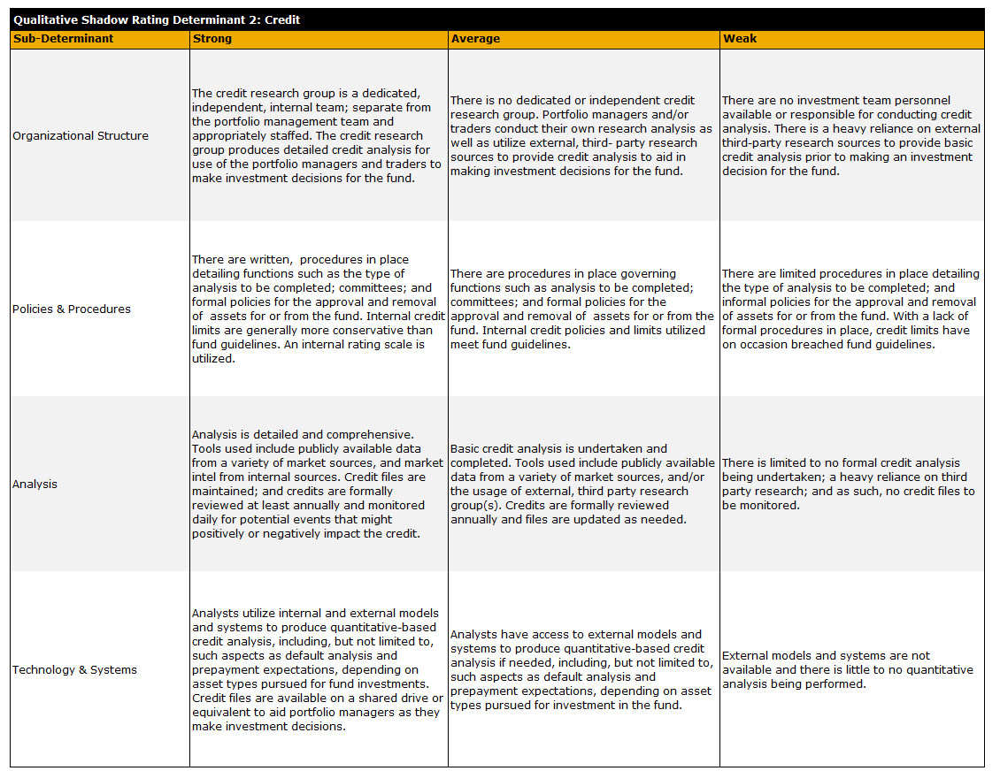 Qualitative Shadow Rating Determinant 2: Credit
Sub-Determinant
Strong
Average
Weak
Organizational Structure
The credit research group is a dedicated,
independent, internal team; separate from
the portfolio management team and
appropriately staffed. The credit research
group produces detailed credit analysis for
use of the portfolio managers and traders to
make investment decisions for the fund.
There is no dedicated or independent credit
research group. Portfolio managers and/or
traders conduct their own research analysis as
well as utilize external, third- party research
sources to provide credit analysis to aid in
making investment decisions for the fund.
There are no investment team personnel
available or responsible for conducting credit
analysis. There is a heavy reliance on external
third-party research sources to provide basic
credit analysis prior to making an investment
decision for the fund.
Policies & Procedures
There are written,  procedures in place
detailing functions such as the type of
analysis to be completed; committees; and
formal policies for the approval and removal
of  assets for or from the fund. Internal credit
limits are generally more conservative than
fund guidelines. An internal rating scale is
utilized.
There are procedures in place governing
functions such as analysis to be completed;
committees; and formal policies for the
approval and removal of  assets for or from the
fund. Internal credit policies and limits utilized
meet fund guidelines.
There are limited procedures in place detailing
the type of analysis to be completed; and
informal policies for the approval and removal
of assets for or from the fund. With a lack of
formal procedures in place, credit limits have
on occasion breached fund guidelines.
Analysis
Analysis is detailed and comprehensive.
Tools used include publicly available data
from a variety of market sources, and market
intel from internal sources. Credit files are
maintained; and credits are formally
reviewed at least annually and monitored
daily for potential events that might
positively or negatively impact the credit.
Basic credit analysis is undertaken and
completed. Tools used include publicly available
data from a variety of market sources, and/or
the usage of external, third party research
group(s). Credits are formally reviewed
annually and files are updated as needed.
There is limited to no formal credit analysis
being undertaken; a heavy reliance on third
party research; and as such, no credit files to
be monitored.
Technology & Systems
Analysts utilize internal and external models
and systems to produce quantitative-based
credit analysis, including, but not limited to,
such aspects as default analysis and
prepayment expectations, depending on
asset types pursued for fund investments.
Credit files are available on a shared drive or
equivalent to aid portfolio managers as they
make investment decisions.
Analysts have access to external models and
systems to produce quantitative-based credit
analysis if needed, including, but not limited to,
such aspects as default analysis and
prepayment expectations, depending on asset
types pursued for investment in the fund.
External models and systems are not
available and there is little to no quantitative
analysis being performed.